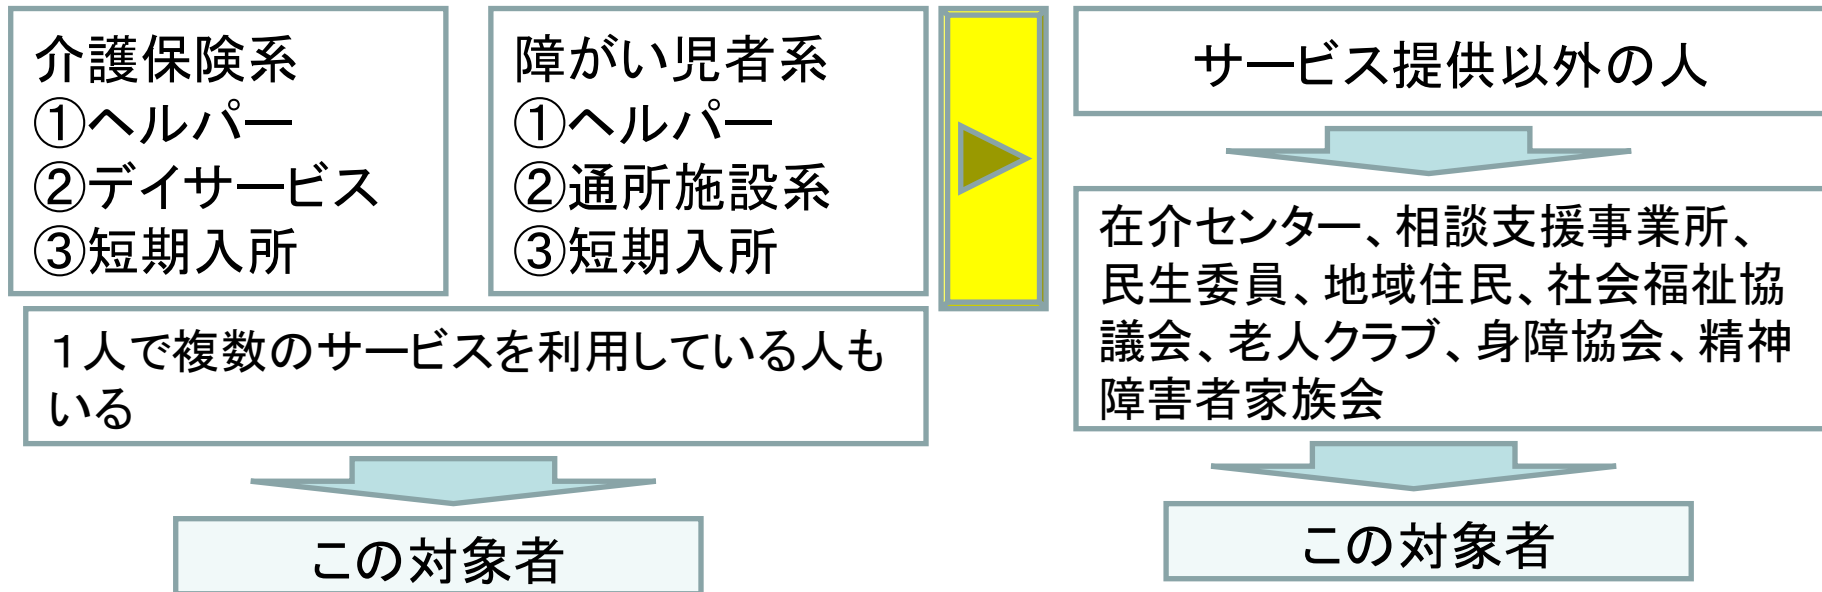 介護保険系
①ヘルパー
②デイサービス
③短期入所
障がい児者系
①ヘルパー
②通所施設系
③短期入所
１人で複数のサービスを利用している人も
いる
この対象者
サービス提供以外の人
在介センター、相談支援事業所、
民生委員、地域住民、社会福祉協
議会、老人クラブ、身障協会、精神
障害者家族会
この対象者